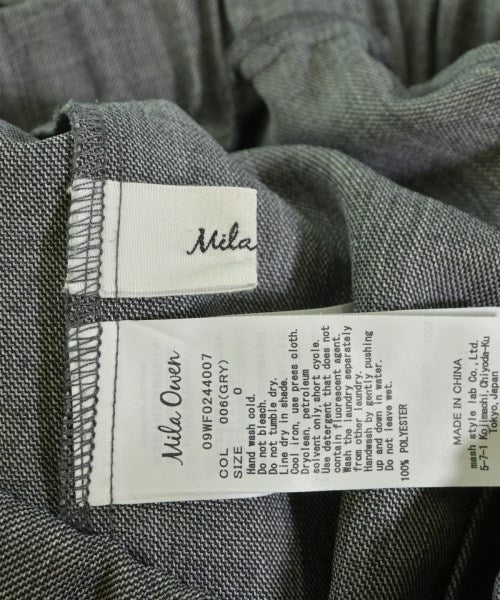 Mila
Mila Owen
09WF0244007
COL 006(GRY)
SIZE 0
Hand wash cold.
Do not bleach.
Do not tumble dry.
Line dry in shade.
Cool iron, use press cloth.
Dryclean, petroleum
solvent only,short cycle.
Use detergent that does not
contain fluorescent agent.
Wash the laundry separately
from other laundry.
Handwash by gently pushing
up and down in water.
Do not leave wet.
100% POLYESTER
MADE IN CHINA
mash style lab Co., Ltd.
5-7-1 Kojimachi,Chiyoda-Ku
Tokyo,Japan